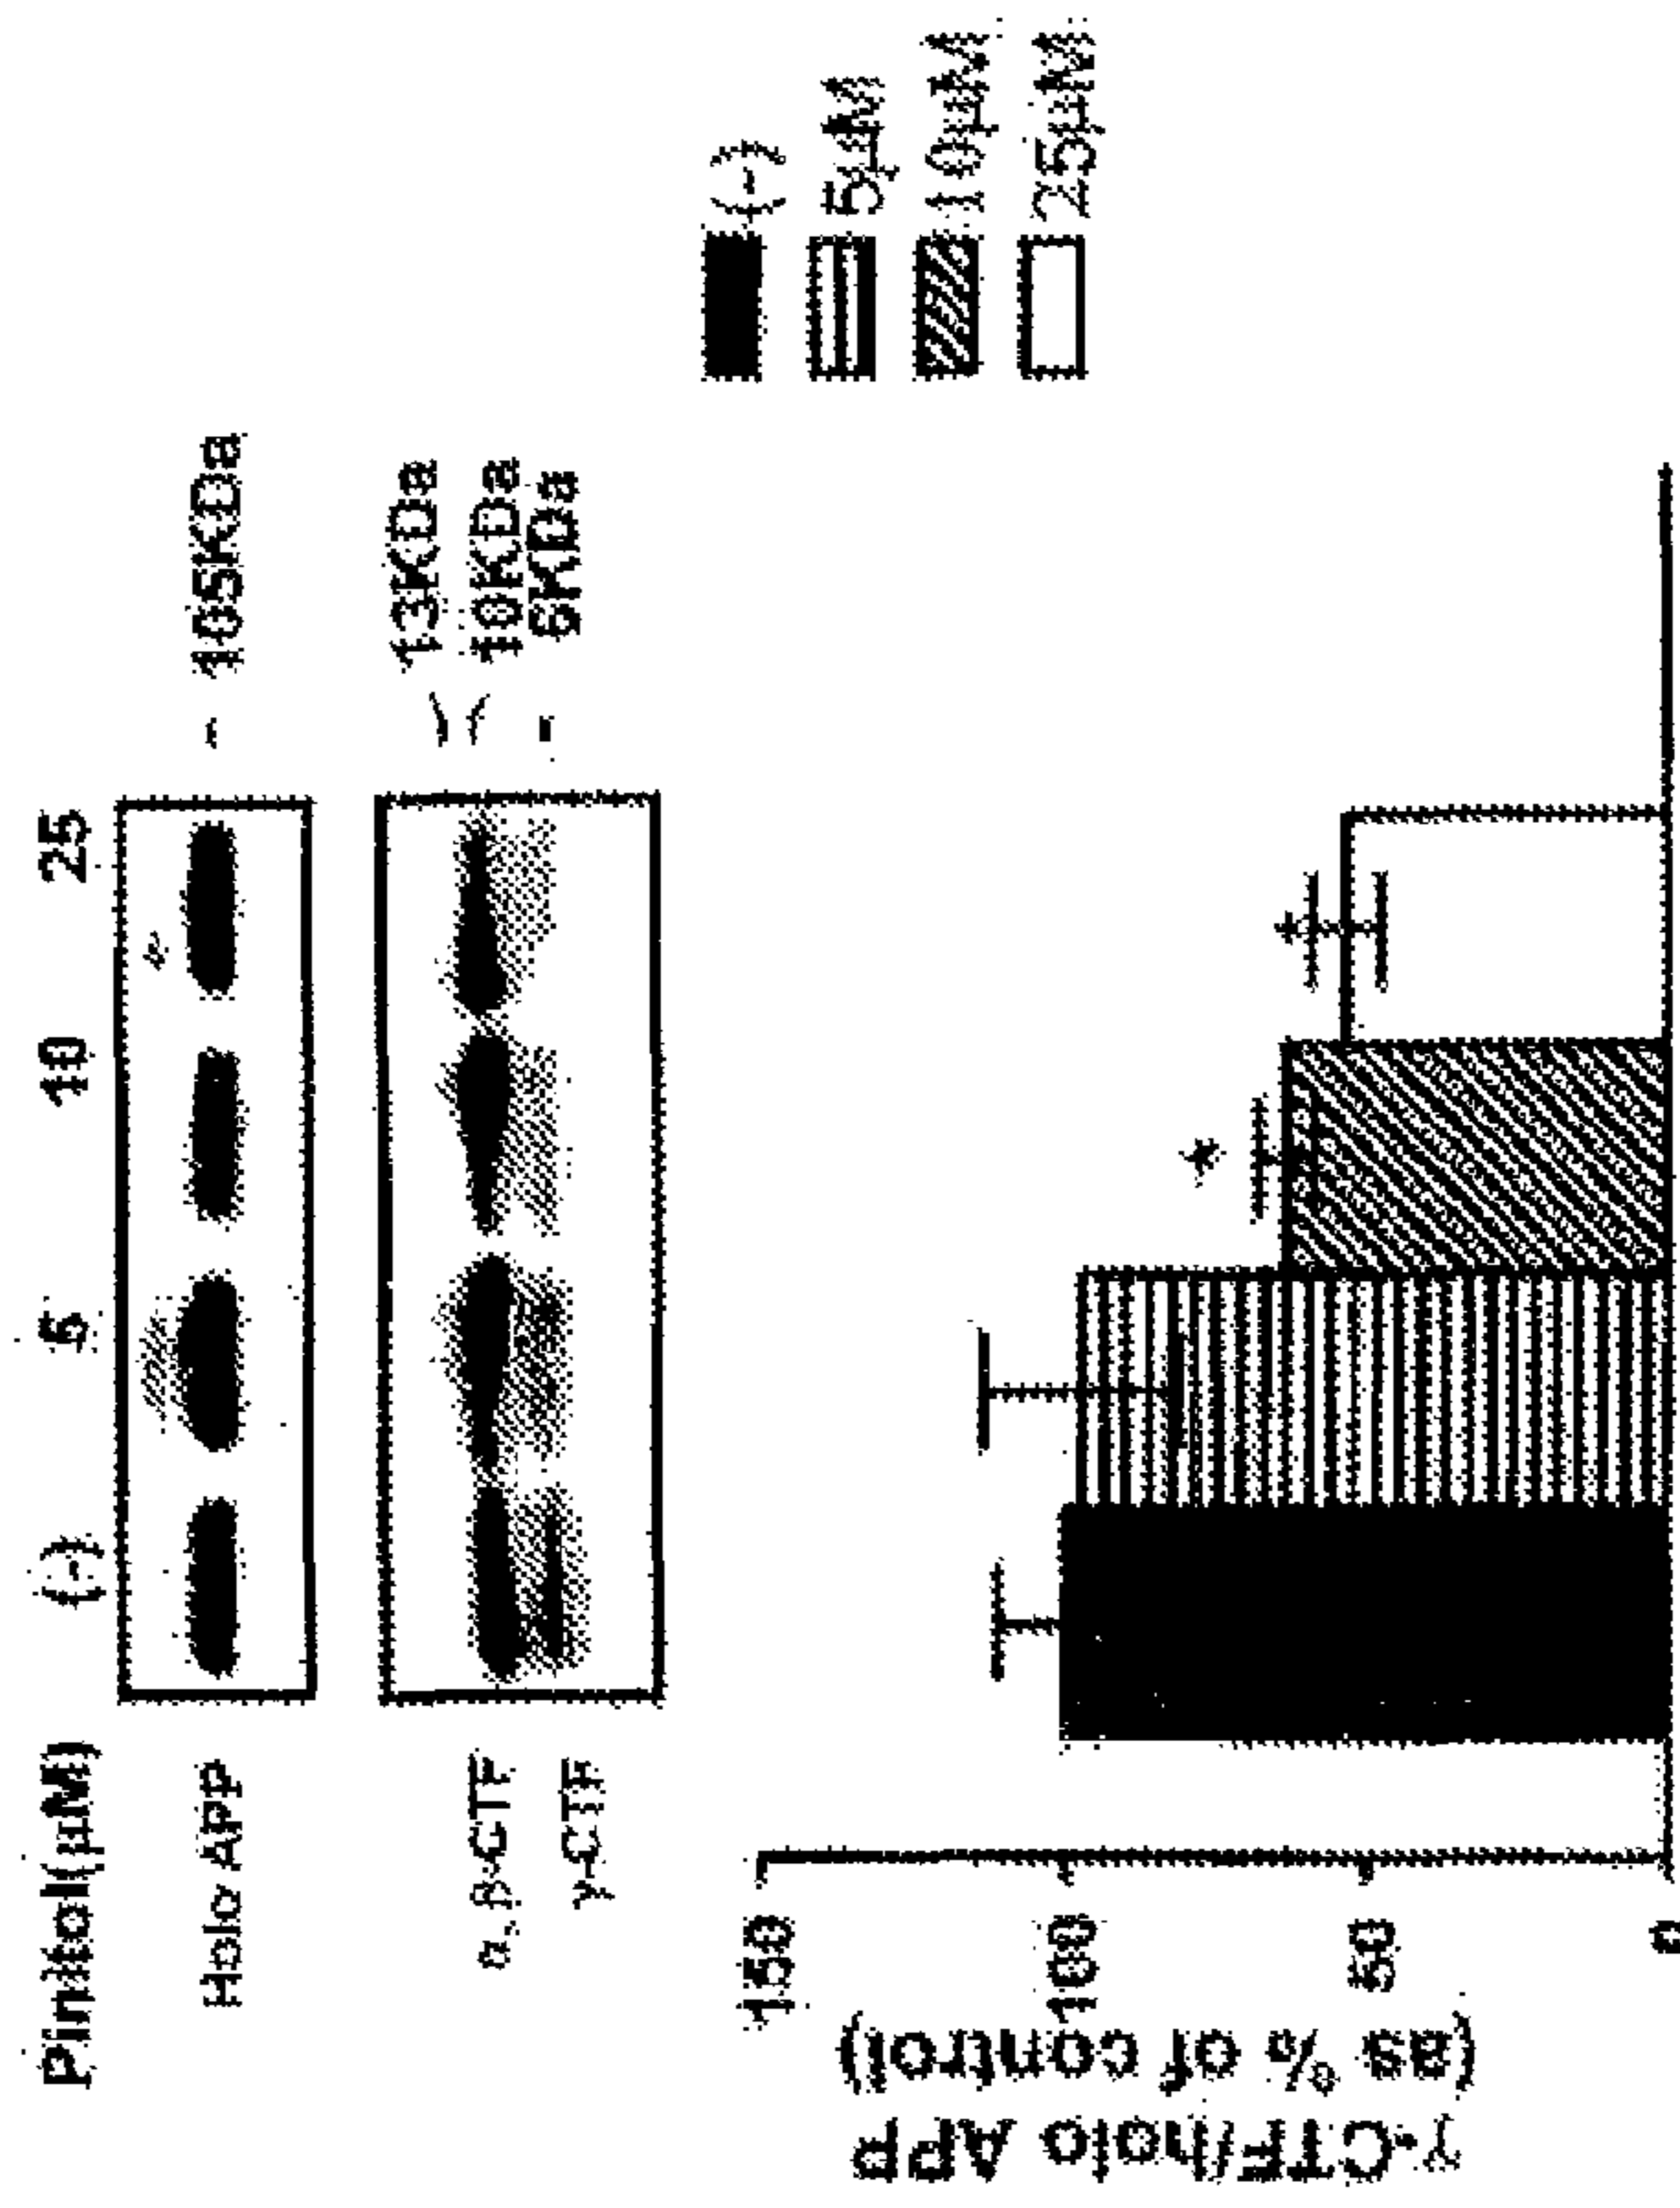 Pinitol(µM) (-) 5 10 25
Holo APP - 105KDa
α, β-CTF 13KDa
10KDa
γ-CTF - 6KDa
γ-CTF/holo APP
(as % of control)
150
100
50
0
*
*
(-)
5µM
10µM
25µM